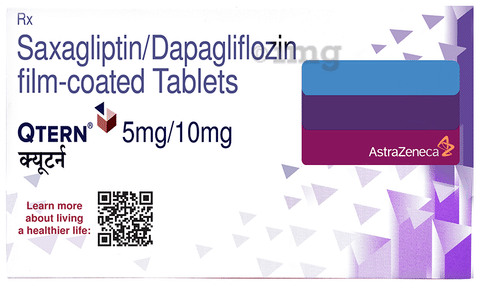 Rx
Saxagliptin/Dapagliflozin
film-coated Tablets
QTERN® 5mg/10mg
क्यूटर्न
AstraZeneca
Learn more
about living
a healthier life: